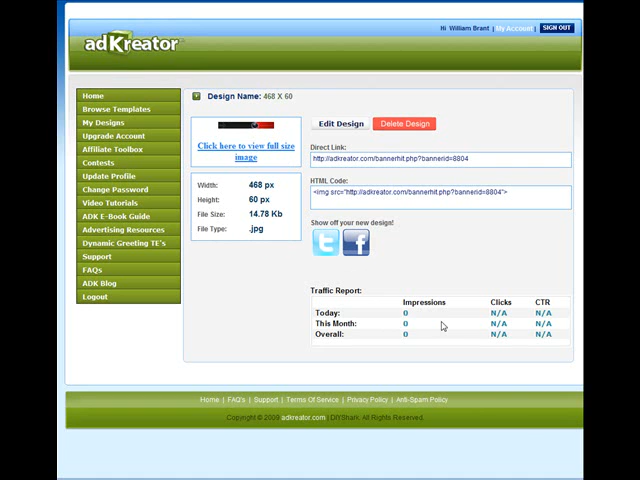 Hi William Brant | My Account | SIGN OUT
adKreator
Home
Browse Templates
My Designs
Upgrade Account
Affiliate Toolbox
Contests
Update Profile
Change Password
Video Tutorials
ADK E-Book Guide
Advertising Resources
Dynamic Greeting TE's
Support
FAQs
ADK Blog
Logout
Design Name: 468 X 60
Click here to view full size
image
Width: 468 px
Height: 60 px
File Size: 14.78 Kb
File Type: .jpg
Edit Design Delete Design
Direct Link:
http://adkreator.com/bannerhit.php?bannerid=8804
HTML Code:
<img src="http://adkreator.com/bannerhit.php?bannerid=8804">
Show off your new design!
Traffic Report:
Impressions Clicks CTR
Today: 0 N/A N/A
This Month: 0 N/A N/A
Overall: 0 N/A N/A
Home | FAQ's | Support | Terms Of Service | Privacy Policy | Anti-Spam Policy
Copyright © 2009 adkreator.com | DIYShark. All Rights Reserved.